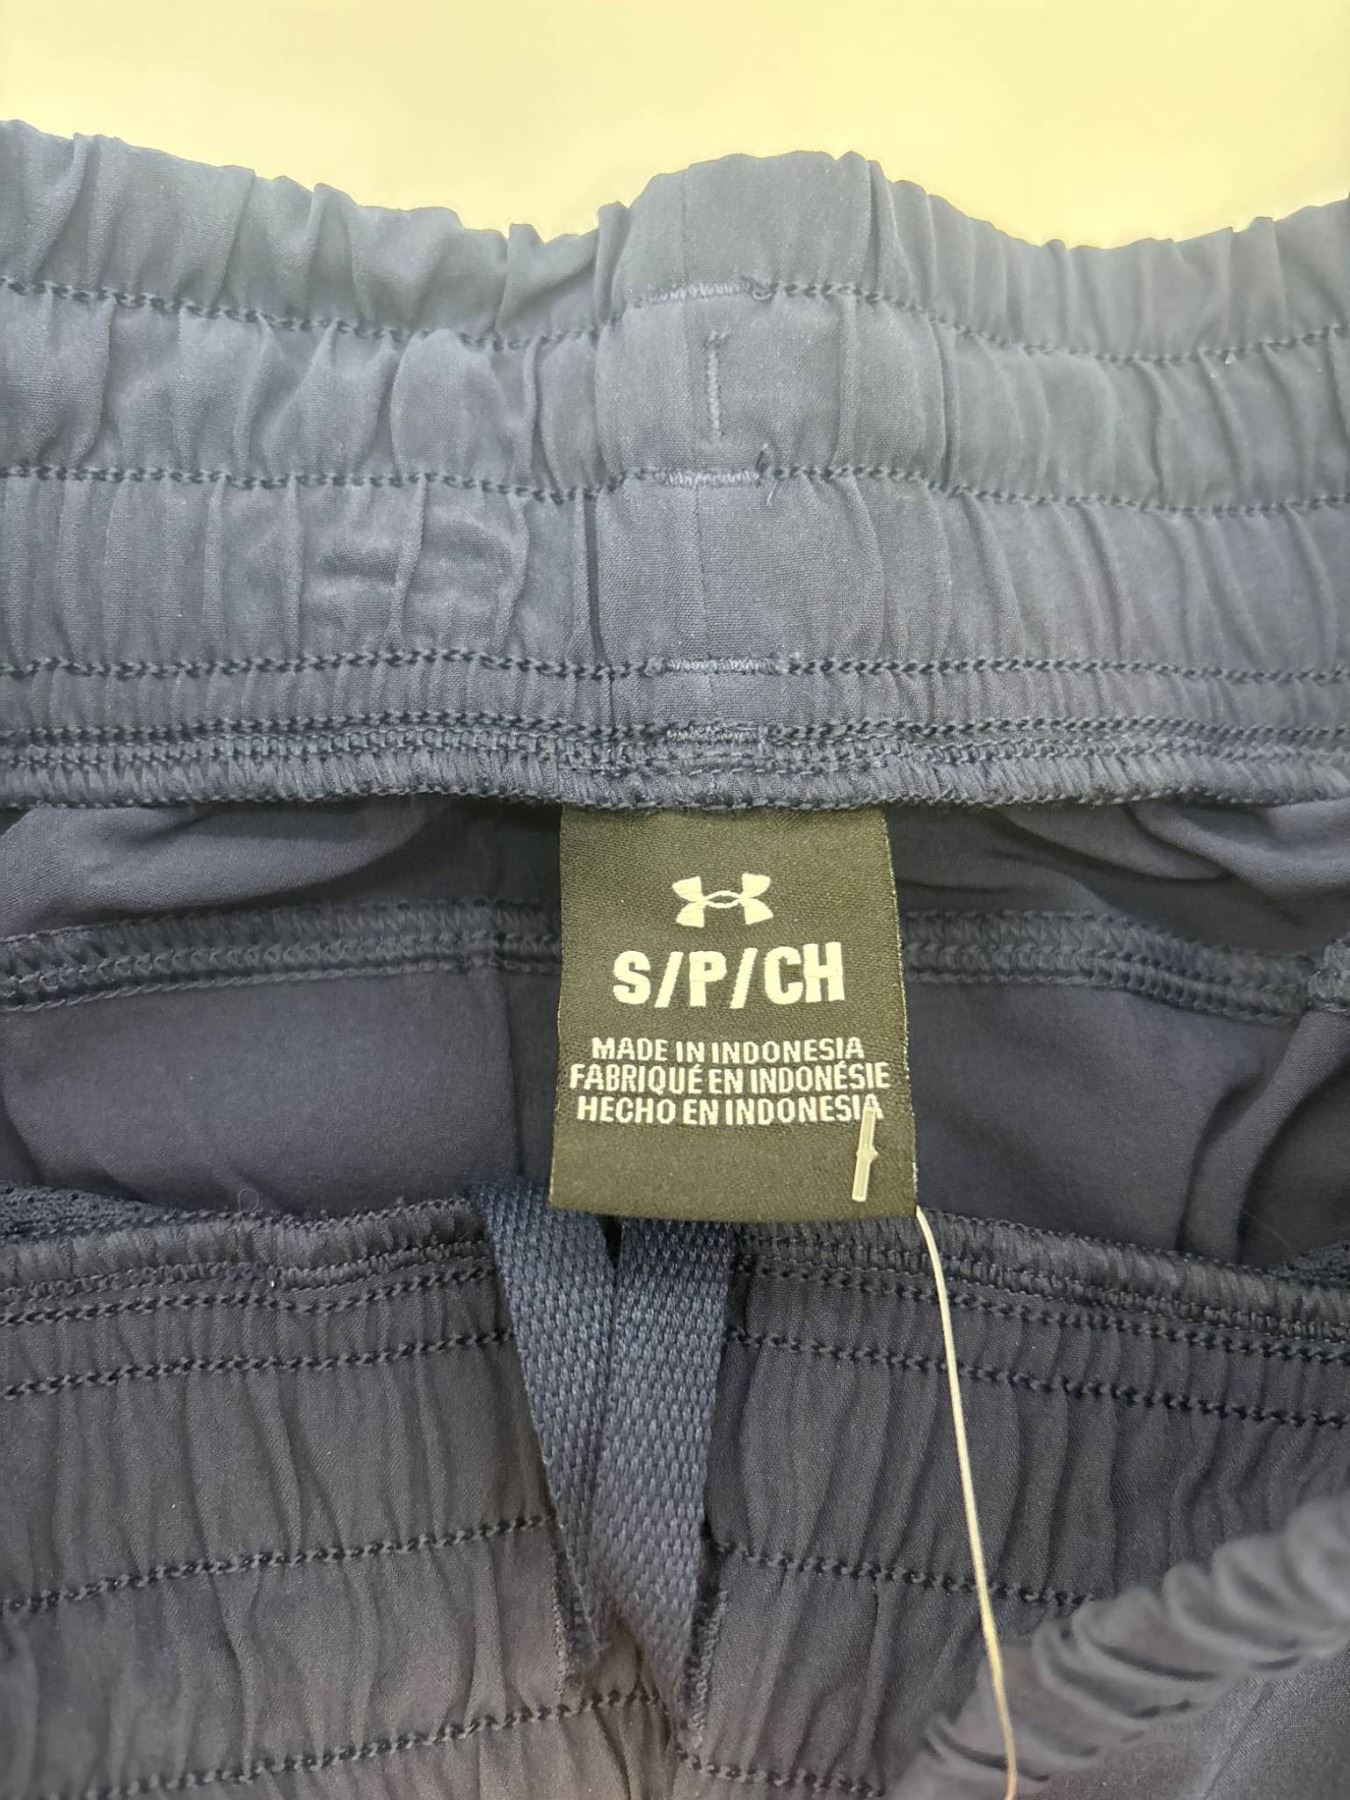 S/P/CH
MADE IN INDONESIA
FABRIQUÉ EN INDONÉSIE
HECHO EN INDONESIA